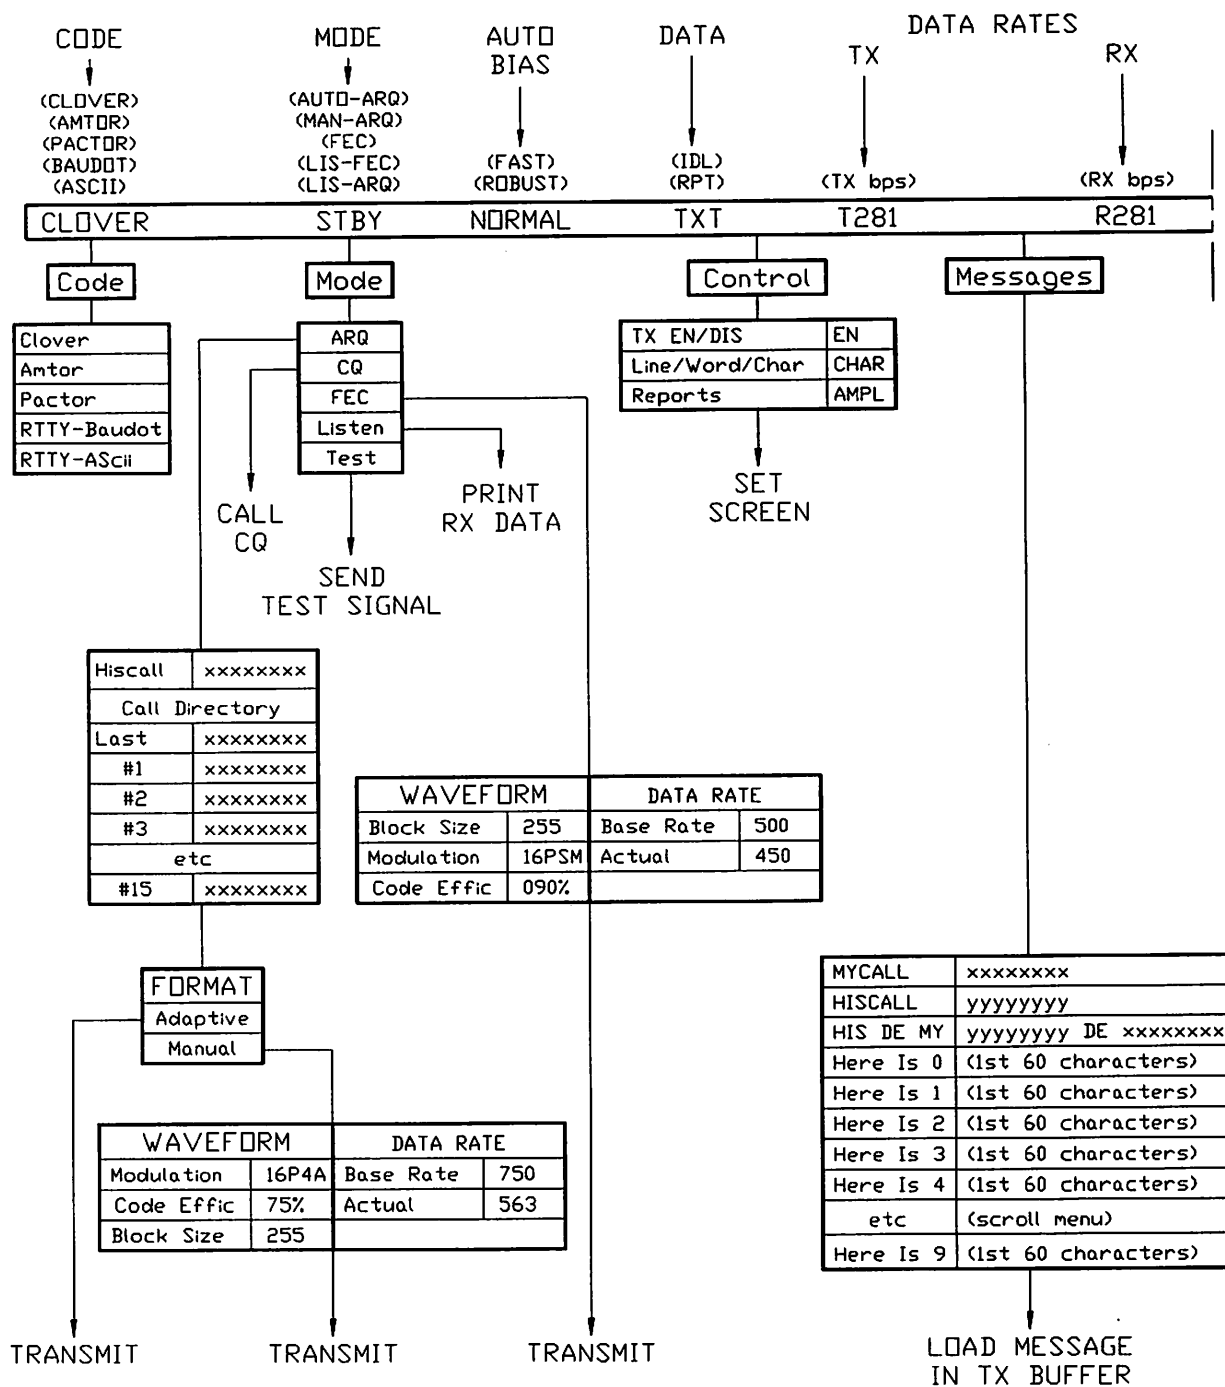 CODE
MODE
AUTO
BIAS
DATA
DATA RATES
TX
RX
(CLOVER)
(AMTOR)
(PACTOR)
(BAUDOT)
(ASCII)
(AUTO-ARQ)
(MAN-ARQ)
(FEC)
(LIS-FEC)
(LIS-ARQ)
(FAST)
(ROBUST)
(IDL)
(RPT)
(TX bps)
(RX bps)
CLOVER STBY NORMAL TXT T281 R281
Code
Mode
Control
Messages
Clover
Amtor
Pactor
RTTY-Baudot
RTTY-AScii
ARQ
CQ
FEC
Listen
Test
TX EN/DIS EN
Line/Word/Char CHAR
Reports AMPL
CALL
CQ
PRINT
RX DATA
SET
SCREEN
SEND
TEST SIGNAL
Hiscall xxxxxxxx
Call Directory
Last xxxxxxxx
#1 xxxxxxxx
#2 xxxxxxxx
#3 xxxxxxxx
etc
#15 xxxxxxxx
WAVEFORM DATA RATE
Block Size 255 Base Rate 500
Modulation 16PSM Actual 450
Code Effic 090%
FORMAT
Adaptive
Manual
MYCALL xxxxxxxx
HISCALL yyyyyyyy
HIS DE MY yyyyyyyy DE xxxxxxxx
Here Is 0 (1st 60 characters)
Here Is 1 (1st 60 characters)
Here Is 2 (1st 60 characters)
Here Is 3 (1st 60 characters)
Here Is 4 (1st 60 characters)
etc (scroll menu)
Here Is 9 (1st 60 characters)
WAVEFORM DATA RATE
Modulation 16P4A Base Rate 750
Code Effic 75% Actual 563
Block Size 255
TRANSMIT
TRANSMIT
TRANSMIT
LOAD MESSAGE
IN TX BUFFER